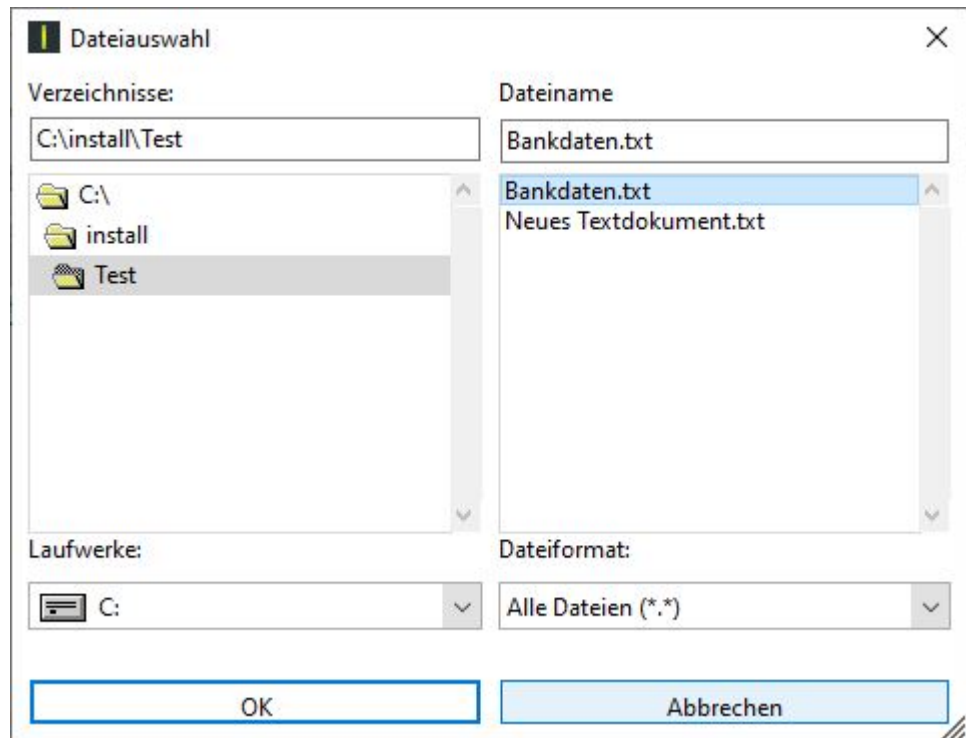 Dateiauswahl
Verzeichnisse:
C:\install\Test
C:\
install
Test
Laufwerke:
C:
Dateiname
Bankdaten.txt
Bankdaten.txt
Neues Textdokument.txt
Dateiformat:
Alle Dateien (*.*)
OK
Abbrechen